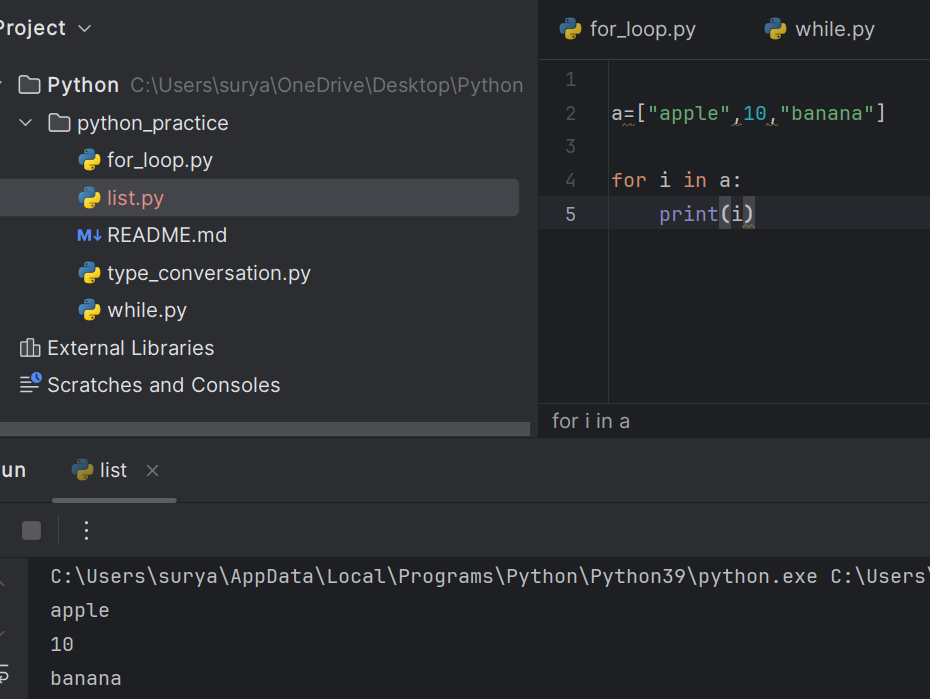 Project
Python C:\Users\surya\OneDrive\Desktop\Python
python_practice
for_loop.py
list.py
README.md
type_conversation.py
while.py
External Libraries
Scratches and Consoles
for_loop.py while.py
1
2 a=["apple",10,"banana"]
3
4 for i in a:
5 print(i)
for i in a
un list
C:\Users\surya\AppData\Local\Programs\Python\Python39\python.exe C:\Users\
apple
10
banana